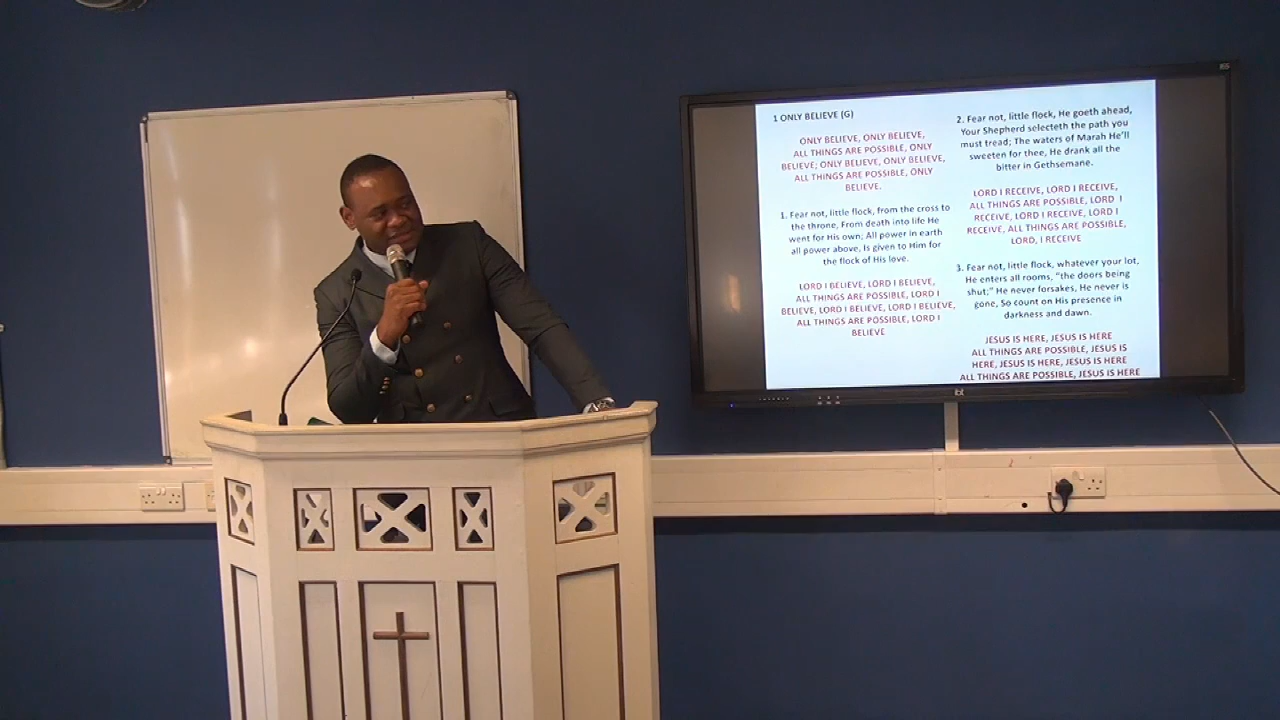 1 ONLY BELIEVE (G)
ONLY BELIEVE, ONLY BELIEVE,
ALL THINGS ARE POSSIBLE, ONLY
BELIEVE; ONLY BELIEVE, ONLY BELIEVE,
ALL THINGS ARE POSSIBLE, ONLY
BELIEVE.
1. Fear not, little flock, from the cross to
the throne, From death into life He
went for His own; All power in earth
all power above, Is given to Him for
the flock of His love.
LORD I BELIEVE, LORD I BELIEVE,
ALL THINGS ARE POSSIBLE, LORD I
BELIEVE, LORD I BELIEVE, LORD I BELIEVE,
ALL THINGS ARE POSSIBLE, LORD I
BELIEVE
2. Fear not, little flock, He goeth ahead,
Your Shepherd selecteth the path you
must tread; The waters of Marah He'll
sweeten for thee, He drank all the
bitter in Gethsemane.
LORD I RECEIVE, LORD I RECEIVE,
ALL THINGS ARE POSSIBLE, LORD I
RECEIVE, LORD I RECEIVE, LORD I
RECEIVE, ALL THINGS ARE POSSIBLE,
LORD, I RECEIVE
3. Fear not, little flock, whatever your lot,
He enters all rooms, "the doors being
shut;" He never forsakes, He never is
gone, So count on His presence in
darkness and dawn.
JESUS IS HERE, JESUS IS HERE
ALL THINGS ARE POSSIBLE, JESUS IS
HERE, JESUS IS HERE, JESUS IS HERE
ALL THINGS ARE POSSIBLE, JESUS IS HERE